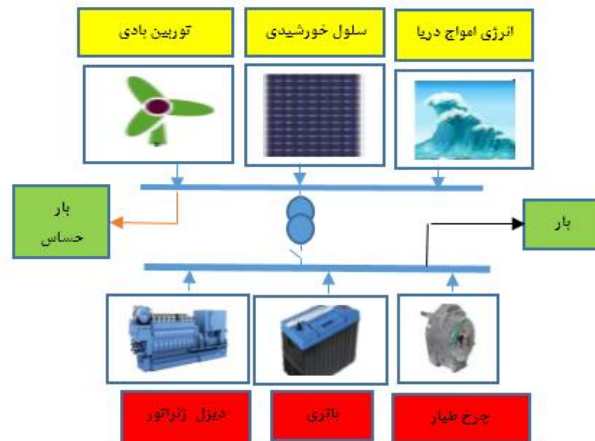 انرژی امواج دریا
سلول خورشیدی
توربین بادی
بار
بار
حساس
چرخ طیار
باتری
دیزل ژنراتور